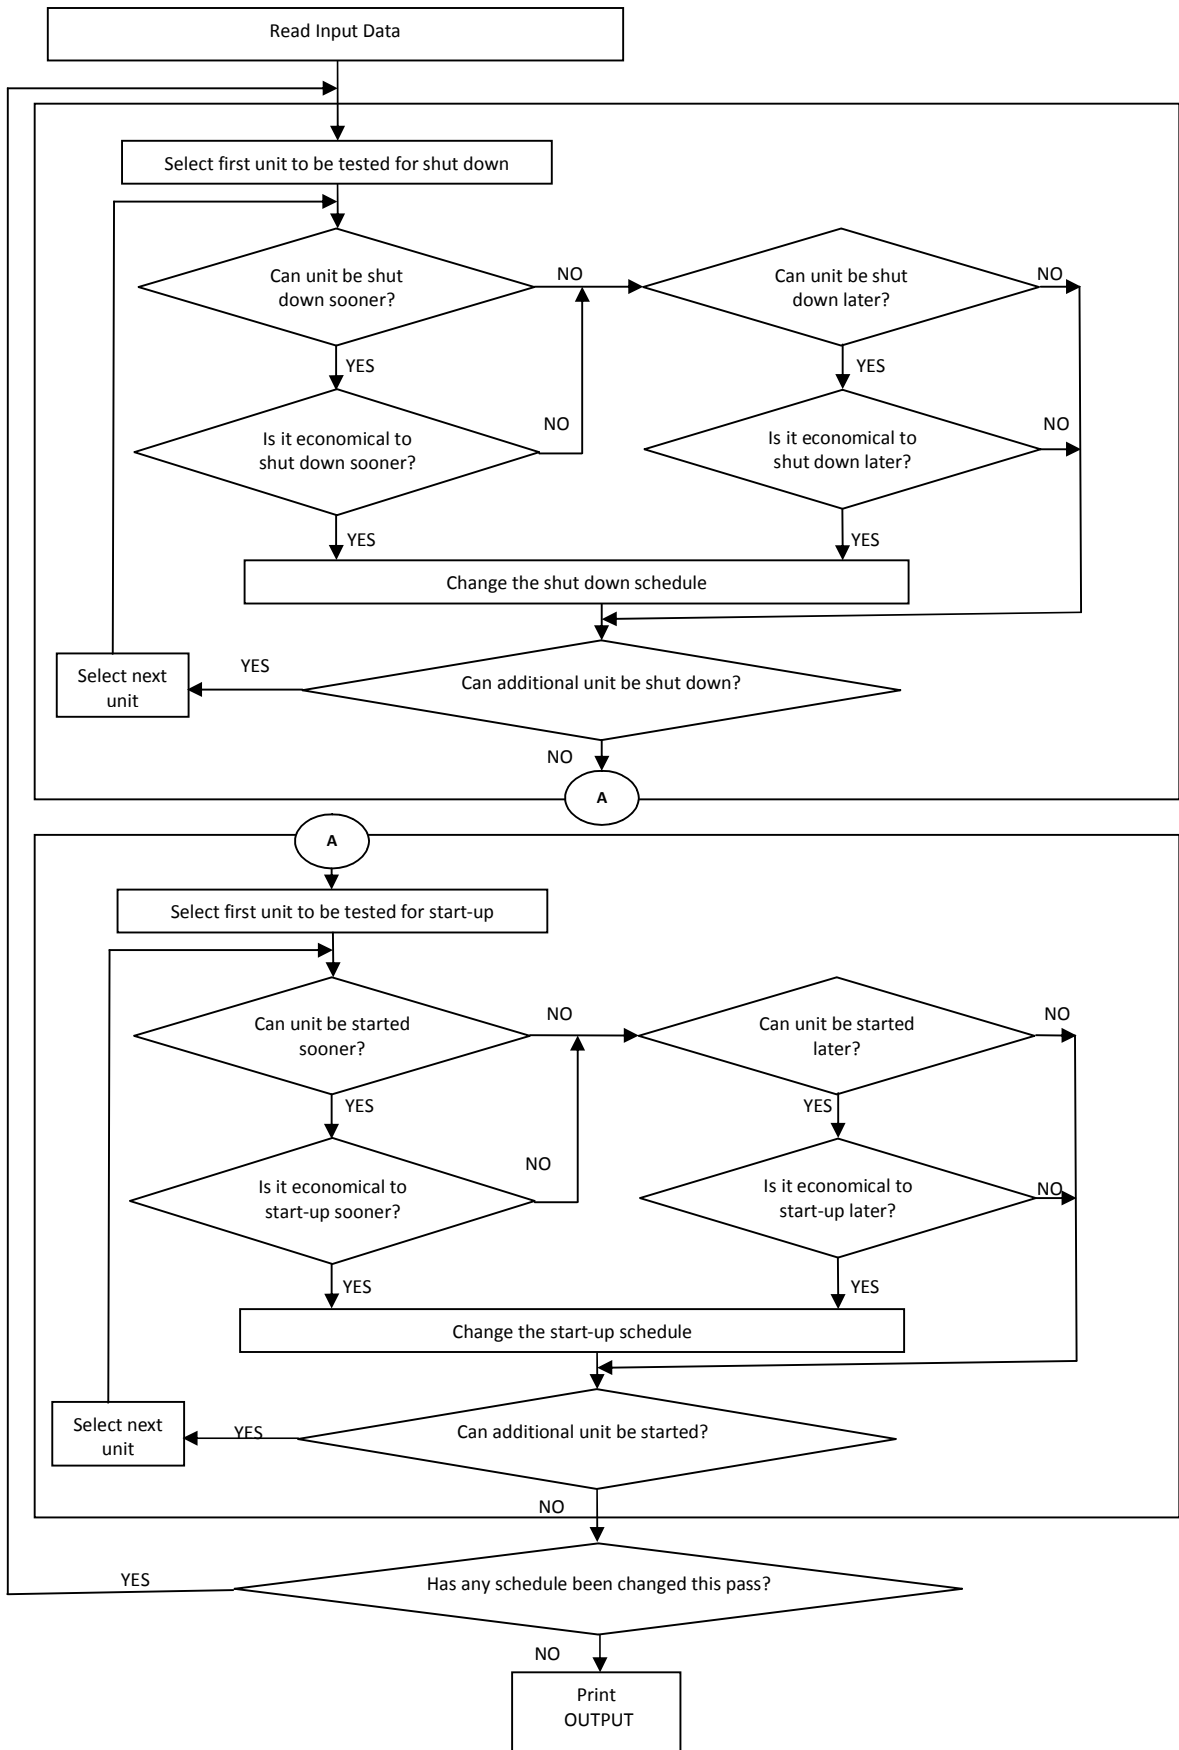 Read Input Data
Select first unit to be tested for shut down
Can unit be shut
down sooner?
NO
Can unit be shut
down later?
NO
YES
YES
Is it economical to
shut down sooner?
NO
Is it economical to
shut down later?
NO
YES
YES
Change the shut down schedule
Select next
unit
YES
Can additional unit be shut down?
NO
A
A
Select first unit to be tested for start-up
Can unit be started
sooner?
NO
Can unit be started
later?
NO
YES
YES
Is it economical to
start-up sooner?
NO
Is it economical to
start-up later?
NO
YES
YES
Change the start-up schedule
Select next
unit
YES
Can additional unit be started?
NO
YES
Has any schedule been changed this pass?
NO
Print
OUTPUT